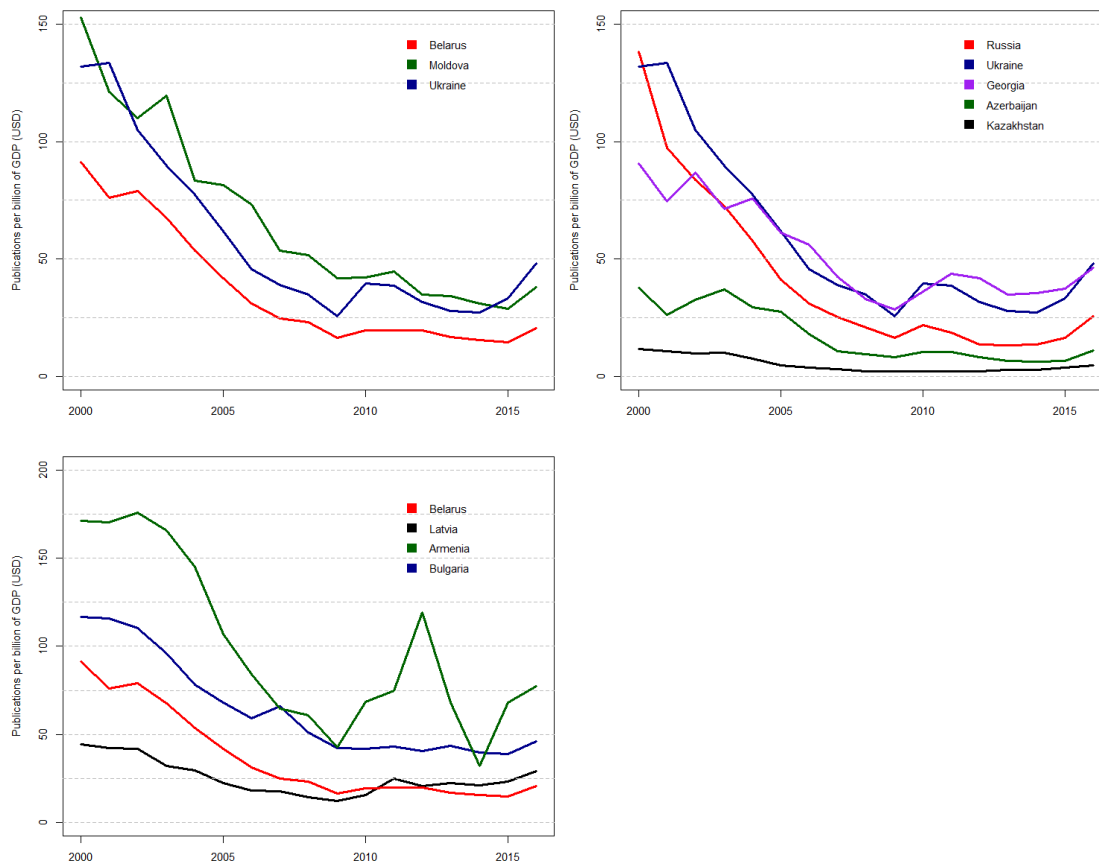 Publications per billion of GDP (USD)
150
100
50
0
Belarus
Moldova
Ukraine
2000
2005
2010
2015
Publications per billion of GDP (USD)
150
100
50
0
Russia
Ukraine
Georgia
Azerbaijan
Kazakhstan
2000
2005
2010
2015
Publications per billion of GDP (USD)
200
150
100
50
0
Belarus
Latvia
Armenia
Bulgaria
2000
2005
2010
2015